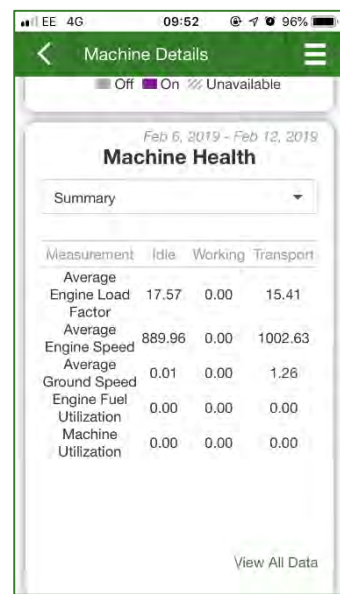 EE 4G 09:52 96%
Machine Details
Off On Unavailable
Feb 6, 2019 - Feb 12, 2019
Machine Health
Summary
Measurement Idle Working Transport
Average
Engine Load 17.57 0.00 15.41
Factor
Average
Engine Speed 889.96 0.00 1002.63
Average
Ground Speed 0.01 0.00 1.26
Engine Fuel
Utilization 0.00 0.00 0.00
Machine
Utilization 0.00 0.00 0.00
View All Data